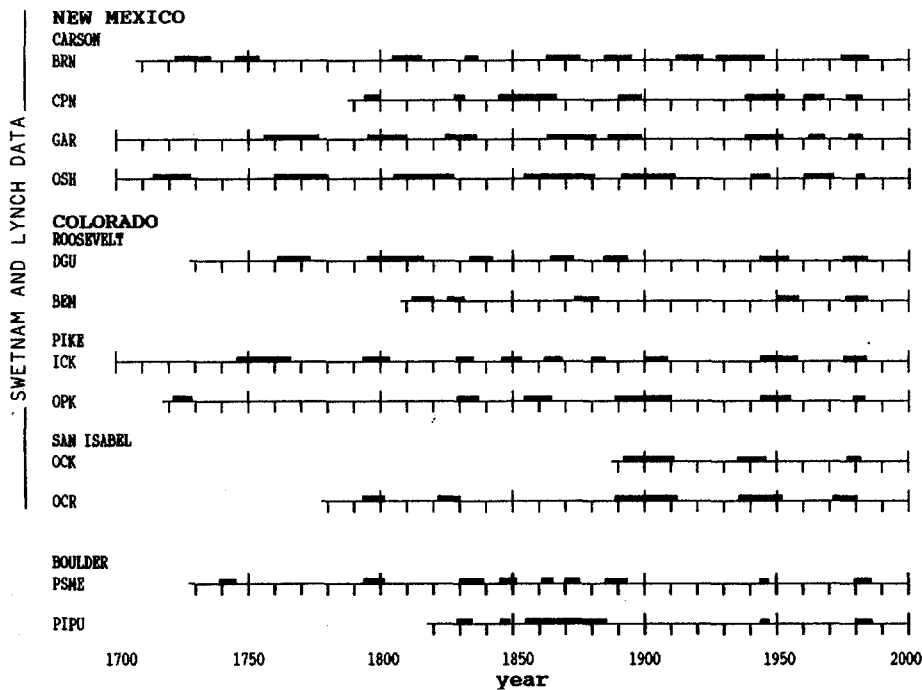 NEW MEXICO
CARSON
BRN
CPN
GAR
OSH
SWETNAM AND LYNCH DATA
COLORADO
ROOSEVELT
DGU
BEN
PIKE
ICK
OPK
SAN ISABEL
OCK
OCR
BOULDER
PSME
PIPU
1700 1750 1800 1850 1900 1950 2000
year